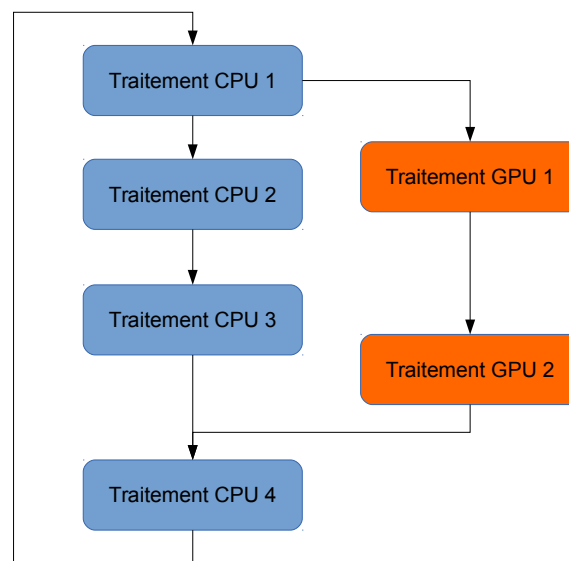 Traitement CPU 1
Traitement GPU 1
Traitement CPU 2
Traitement CPU 3
Traitement GPU 2
Traitement CPU 4